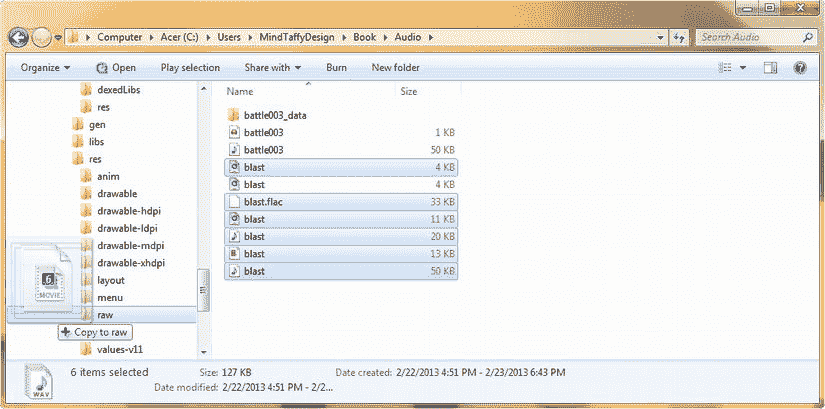 Computer ▸ Acer (C:) ▸ Users ▸ MindTaffyDesign ▸ Book ▸ Audio ▸ Search Audio
Organize Open Play selection Share with Burn New folder
dexedLibs
res
gen
libs
res
anim
drawable
drawable-hdpi
drawable-ldpi
drawable-mdpi
drawable-xhdpi
layout
menu
raw
values-v11
6
MOVIE
Copy to raw
Name Size
battle003_data
battle003 1 KB
battle003 50 KB
blast 4 KB
blast 4 KB
blast.flac 33 KB
blast 11 KB
blast 20 KB
blast 13 KB
blast 50 KB
WAV
6 items selected Size: 127 KB Date created: 2/22/2013 4:51 PM - 2/23/2013 6:43 PM
Date modified: 2/22/2013 4:51 PM - 2/2...